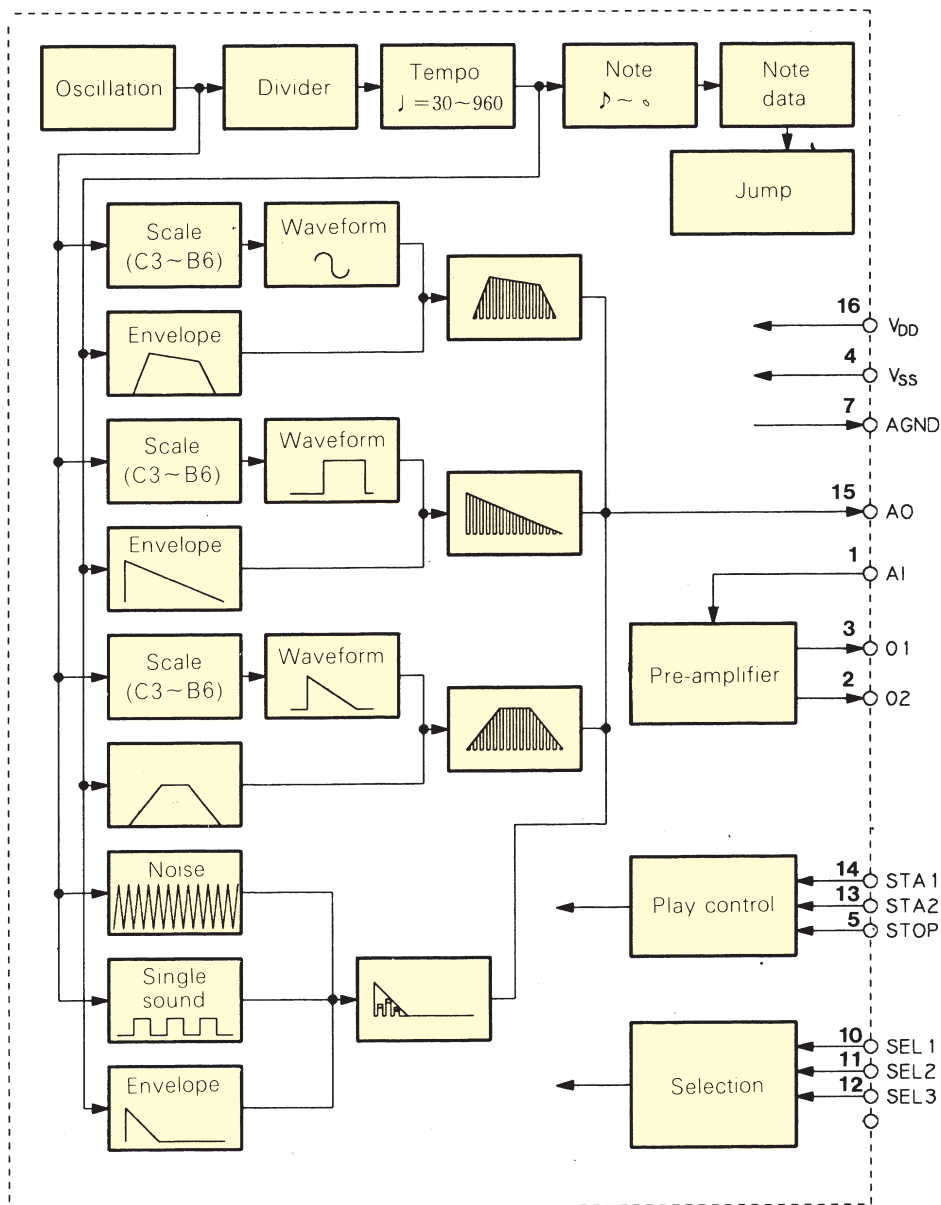 Oscillation
Divider
Tempo
♩=30~960
Note
♪~𝅝
Note
data
Jump
Scale
(C3~B6)
Waveform
Envelope
16
VDD
4
VSS
7
AGND
Scale
(C3~B6)
Waveform
Envelope
15
AO
1
AI
Scale
(C3~B6)
Waveform
Pre-amplifier
3
O1
2
O2
Noise
Single
sound
Envelope
Play control
14
STA1
13
STA2
5
STOP
Selection
10
SEL1
11
SEL2
12
SEL3